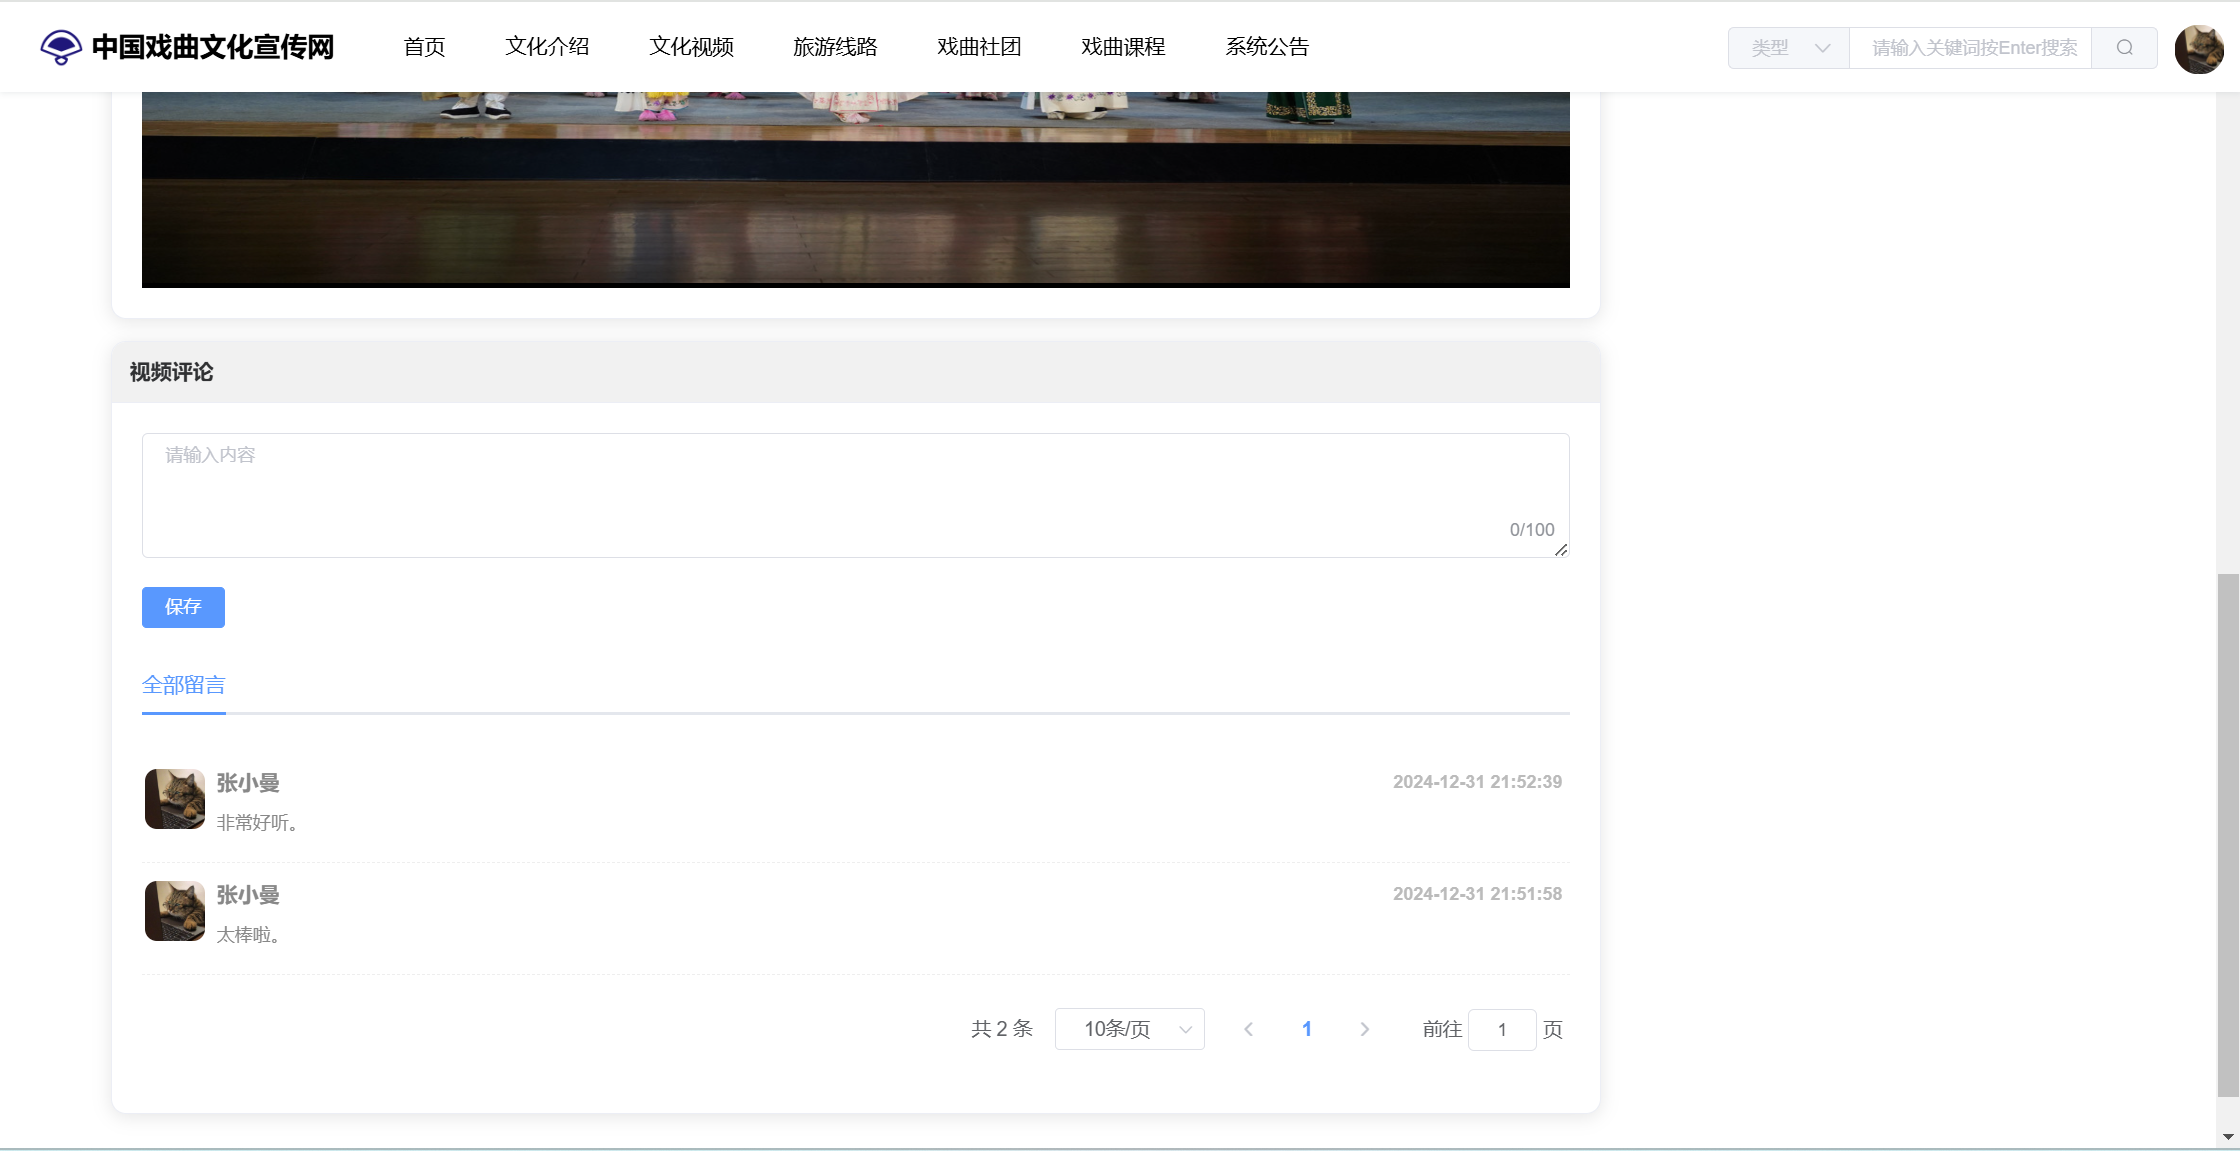 中国戏曲文化宣传网 首页 文化介绍 文化视频 旅游线路 戏曲社团 戏曲课程 系统公告 类型 请输入关键词按Enter搜索
视频评论
请输入内容
0/100
保存
全部留言
张小曼 2024-12-31 21:52:39
非常好听。
张小曼 2024-12-31 21:51:58
太棒啦。
共 2 条 10条/页 1 前往 1 页